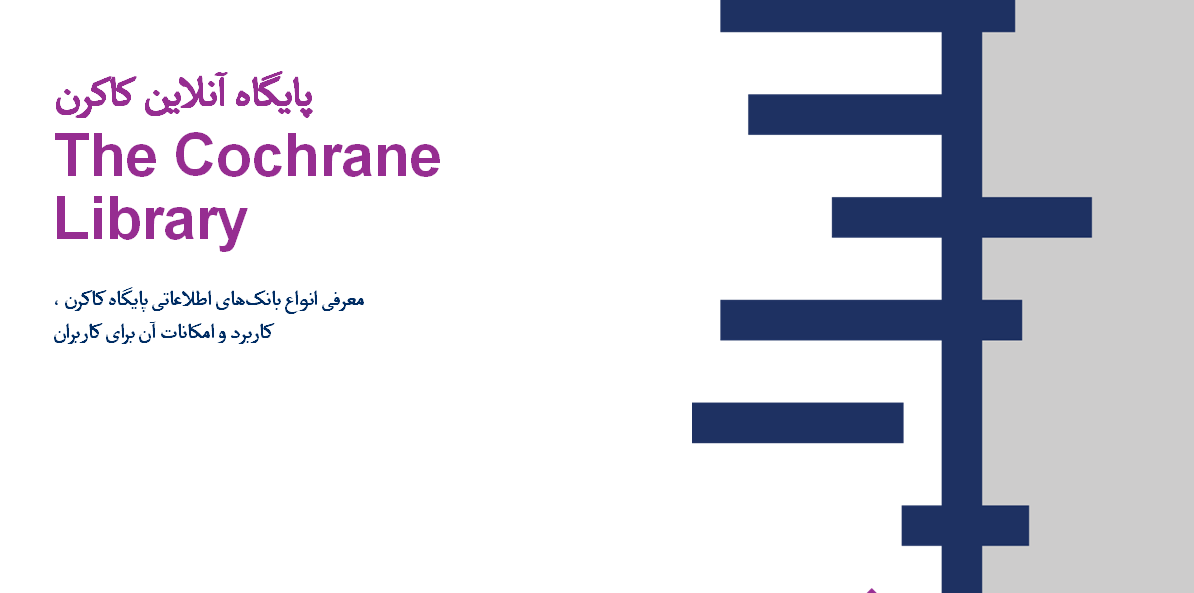 پایگاه آنلاین کاکرن
The Cochrane
Library
معرفی انواع بانک‌های اطلاعاتی پایگاه کاکرن ،
کاربرد و امکانات آن برای کاربران